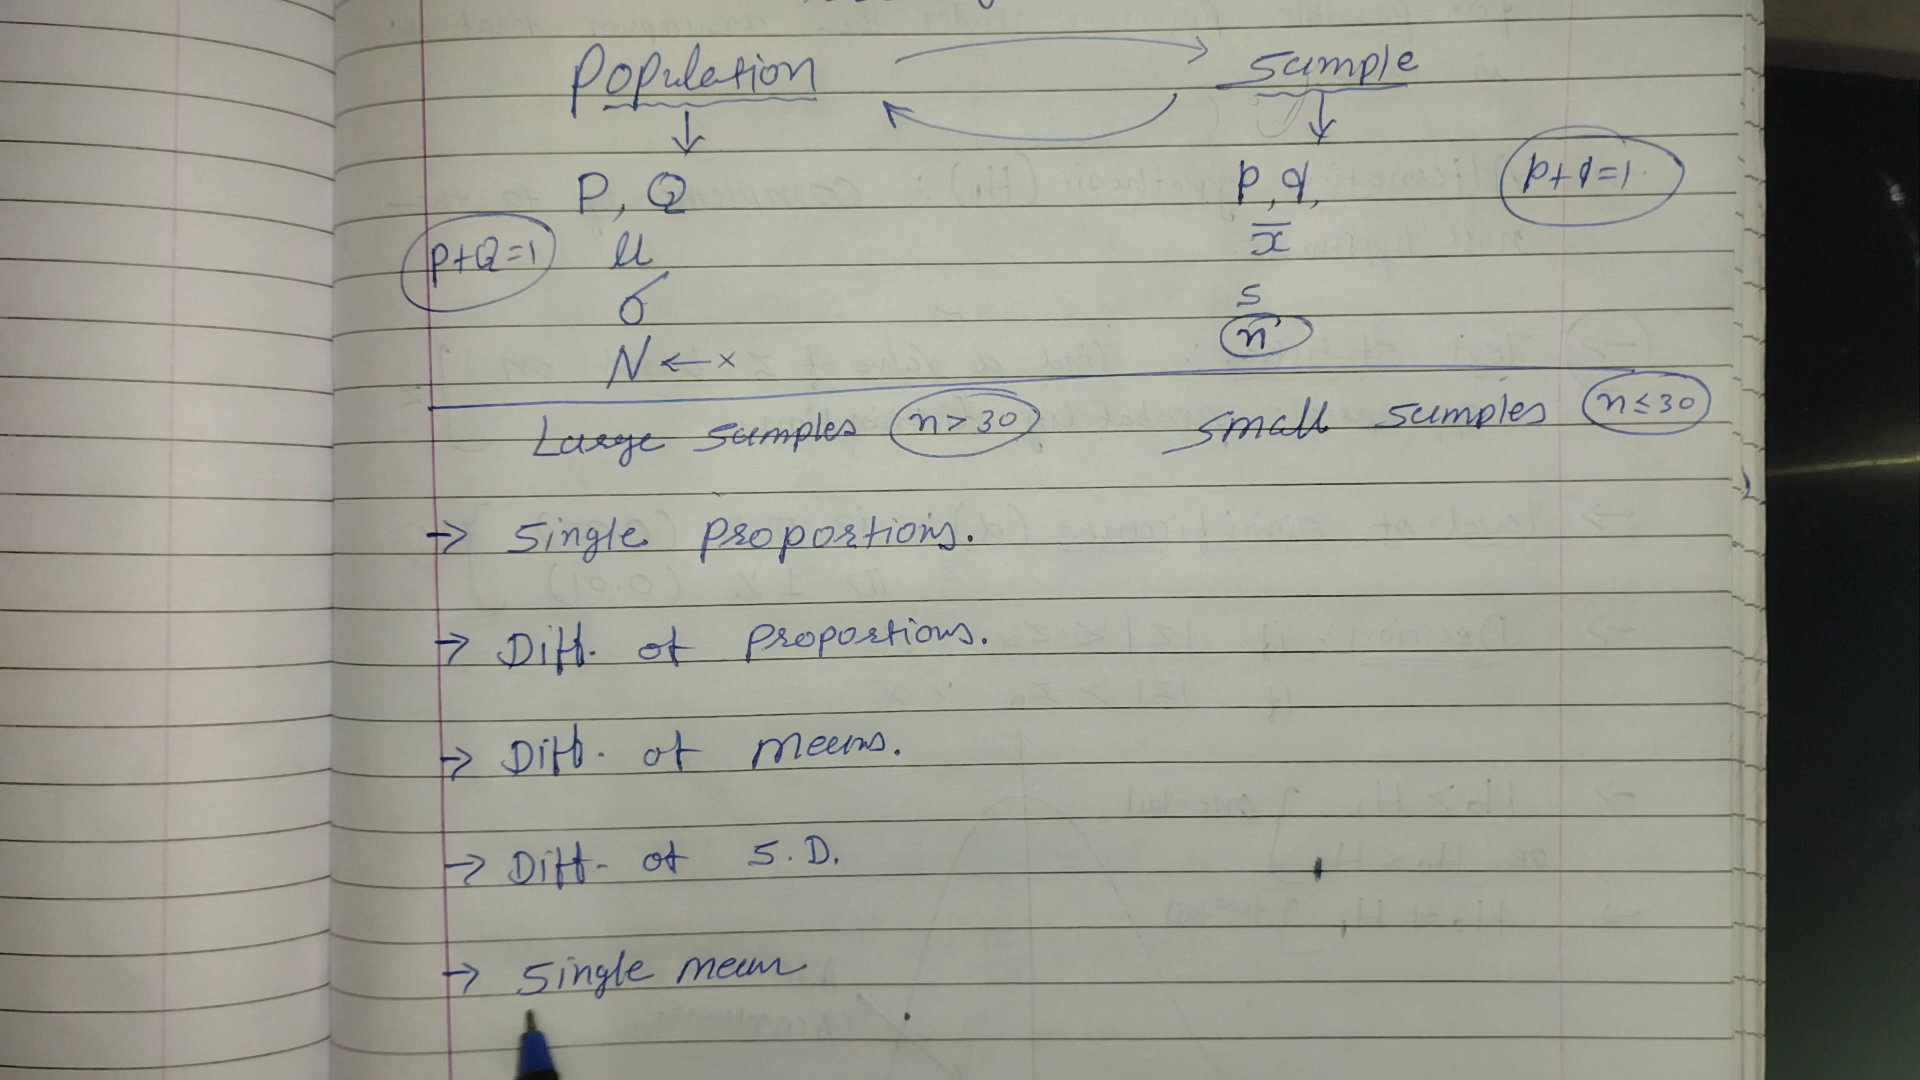 Population → sample
↓ ↓
P, Q p, q, p+q=1
P+Q=1 μ x̄
σ s
N ← × n
Large samples n > 30 small samples n ≤ 30
→ Single proportions.
→ Diff. of proportions.
→ Diff. of means.
→ Diff. of S.D.
→ Single mean